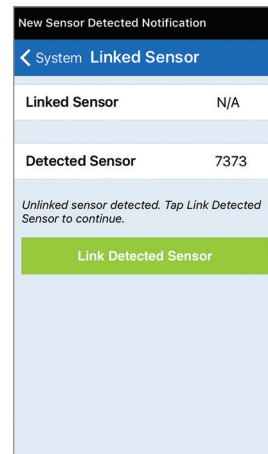 New Sensor Detected Notification
System Linked Sensor
Linked Sensor N/A
Detected Sensor 7373
Unlinked sensor detected. Tap Link Detected
Sensor to continue.
Link Detected Sensor